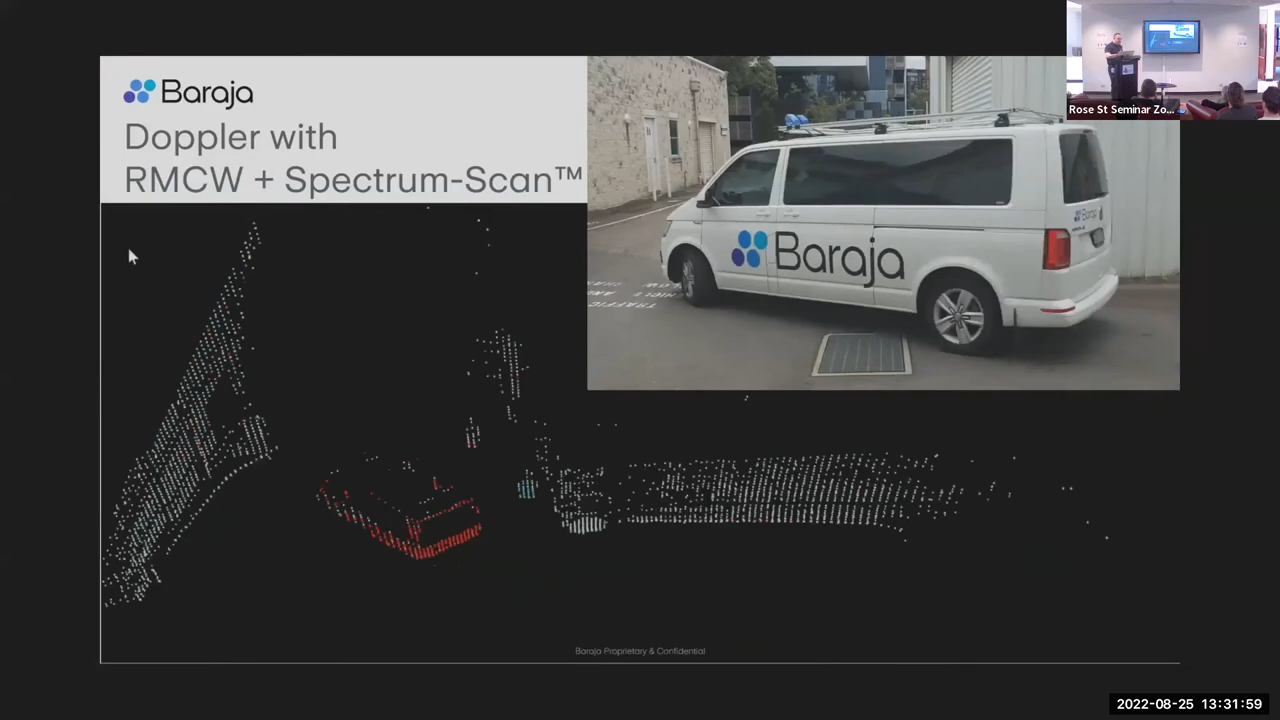 Baraja
Doppler with
RMCW + Spectrum-Scan™
Baraja
Baraja
Rose St Seminar Zo...
Baraja Proprietary & Confidential
2022-08-25 13:31:59